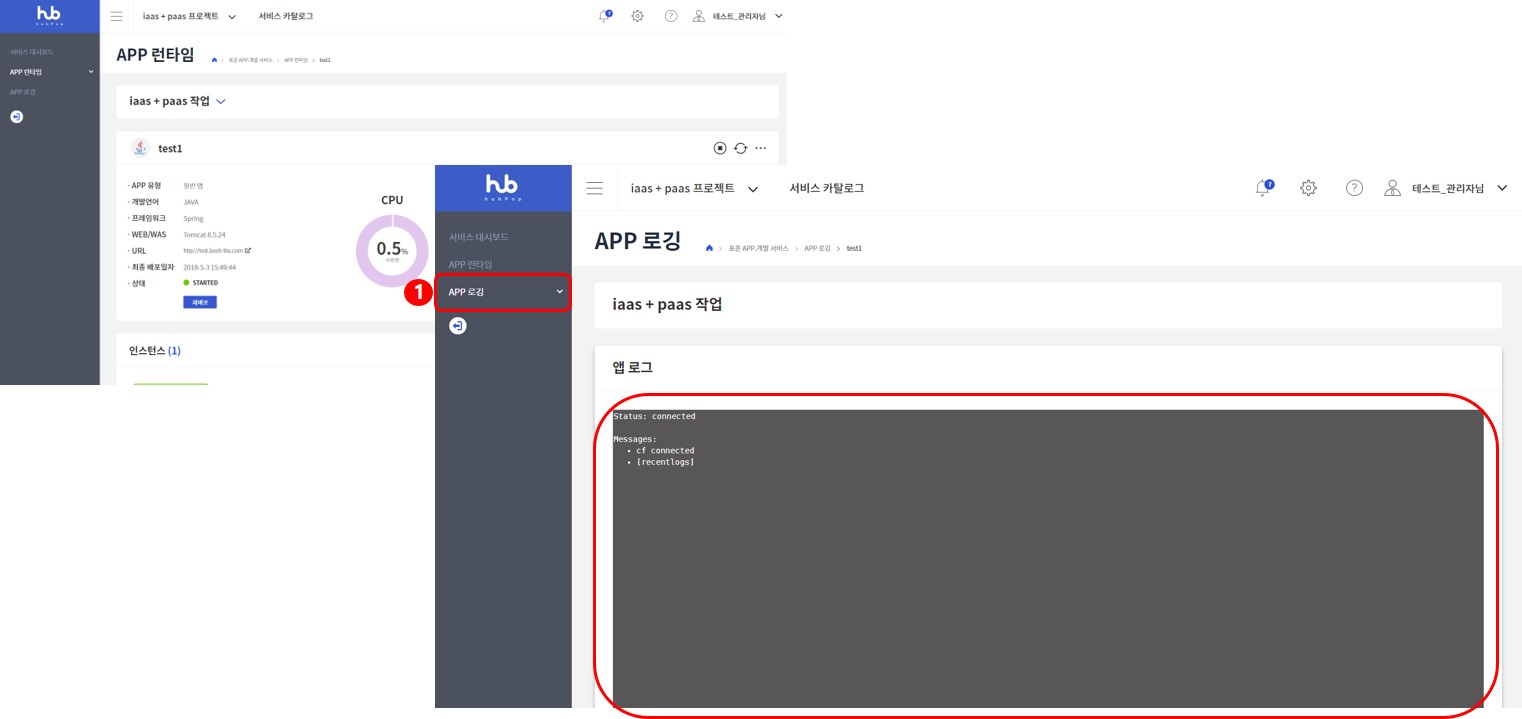 hub
hubPop
iaas + paas 프로젝트
서비스 카탈로그
7
?
테스트_관리자님
서비스 대시보드
APP 런타임
APP 로깅
APP 런타임
표준 APP.개발 서비스 > APP 런타임 > test1
iaas + paas 작업
test1
· APP 유형 일반 앱
· 개발언어 JAVA
· 프레임워크 Spring
· WEB/WAS Tomcat 8.5.24
· URL
· 최종 배포일자 2018-5-3 15:49:44
· 상태 STARTED
재배포
CPU
0.5%
사용중
인스턴스 (1)
hub
hubPop
iaas + paas 프로젝트
서비스 카탈로그
7
?
테스트_관리자님
서비스 대시보드
APP 런타임
1
APP 로깅
APP 로깅
> 표준 APP.개발 서비스 > APP 로깅 > test1
iaas + paas 작업
앱 로그
Status: connected
Messages:
• cf connected
• [recentlogs]